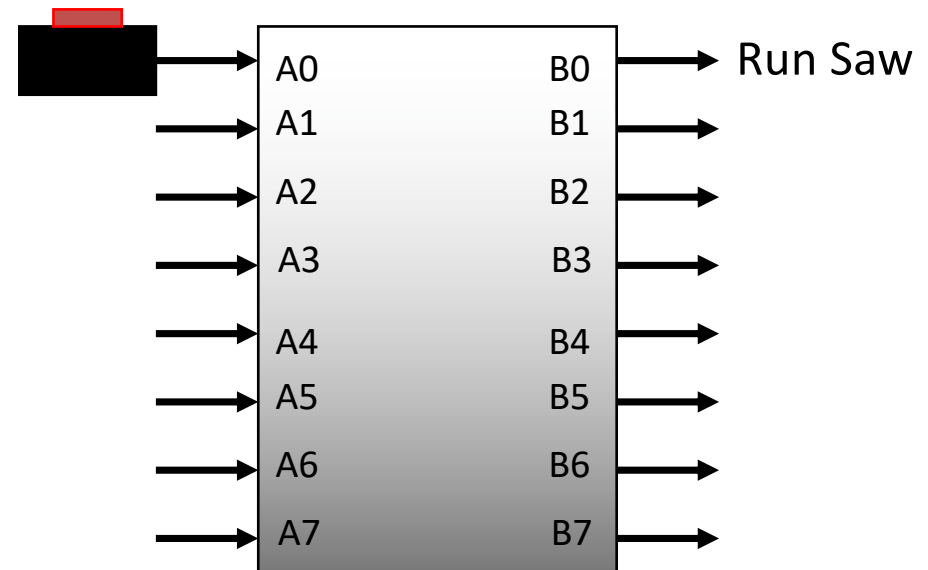 A0 B0 Run Saw
A1 B1
A2 B2
A3 B3
A4 B4
A5 B5
A6 B6
A7 B7